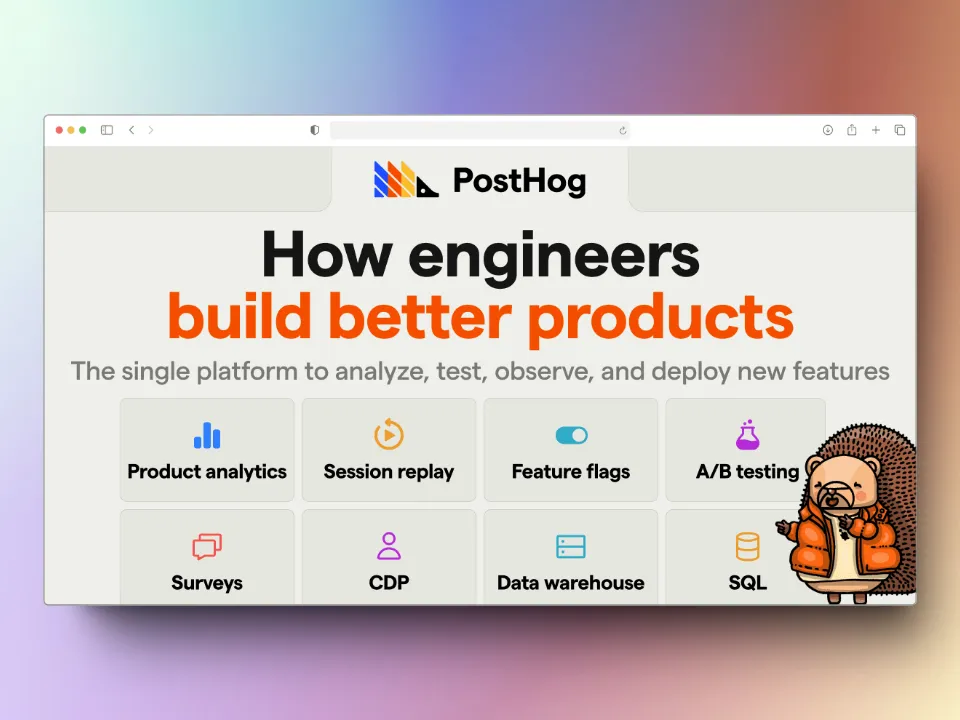 PostHog
How engineers
build better products
The single platform to analyze, test, observe, and deploy new features
Product analytics
Session replay
Feature flags
A/B testing
Surveys
CDP
Data warehouse
SQL